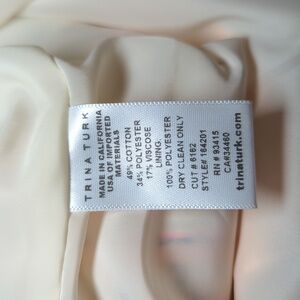 TRINA TURK
MADE IN CALIFORNIA
USA OF IMPORTED
MATERIALS
49% COTTON
34% POLYESTER
17% VISCOSE
LINING:
100% POLYESTER
DRY CLEAN ONLY
CUT # 6162
STYLE# 164201
RN # 93415
CA#34460
trinaturk.com